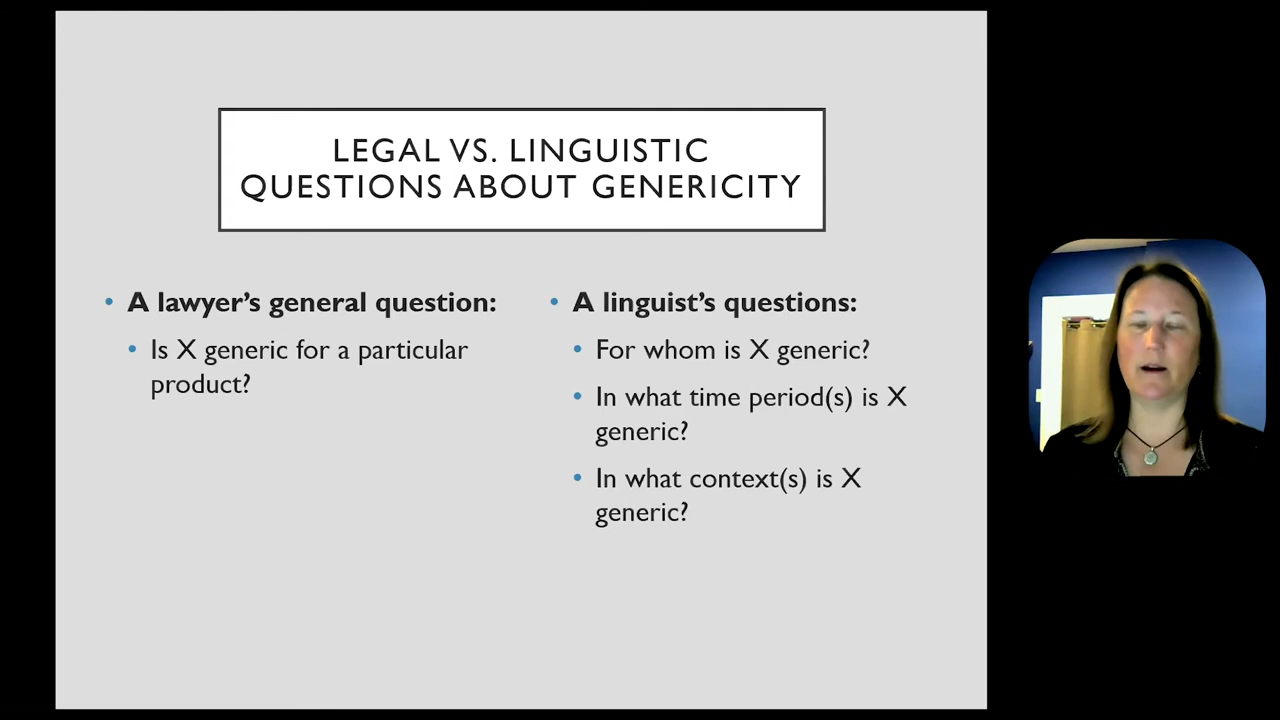 LEGAL VS. LINGUISTIC
QUESTIONS ABOUT GENERICITY
• A lawyer’s general question:
• Is X generic for a particular
product?
• A linguist’s questions:
• For whom is X generic?
• In what time period(s) is X
generic?
• In what context(s) is X
generic?